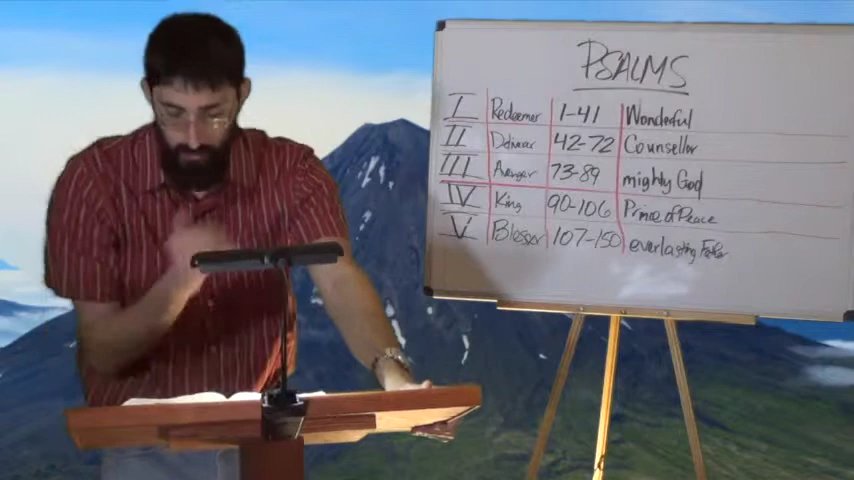 PSALMS
I Redeemer 1-41 Wonderful
II Deliverer 42-72 Counsellor
III Avenger 73-89 mighty God
IV King 90-106 Prince of Peace
V Blesser 107-150 everlasting Father